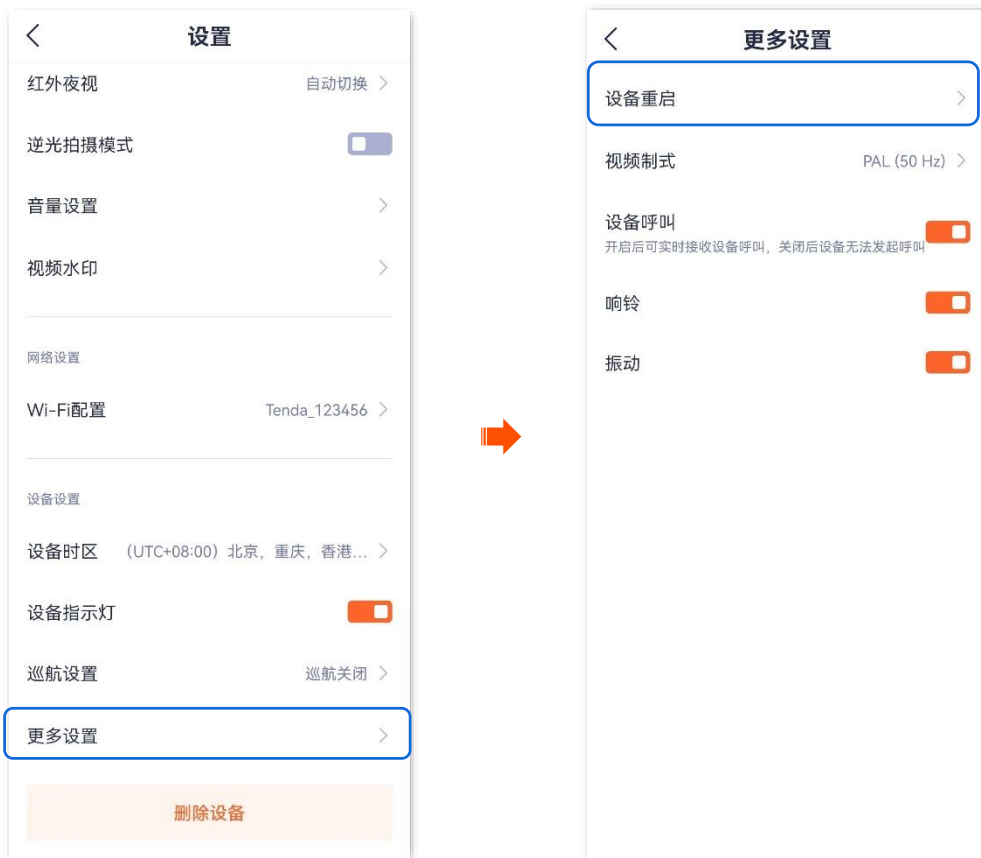 设置
红外夜视 自动切换
逆光拍摄模式
音量设置
视频水印
网络设置
Wi-Fi配置 Tenda_123456
设备设置
设备时区 （UTC+08:00）北京，重庆，香港...
设备指示灯
巡航设置 巡航关闭
更多设置
删除设备
更多设置
设备重启
视频制式 PAL (50 Hz)
设备呼叫
开启后可实时接收设备呼叫，关闭后设备无法发起呼叫
响铃
振动